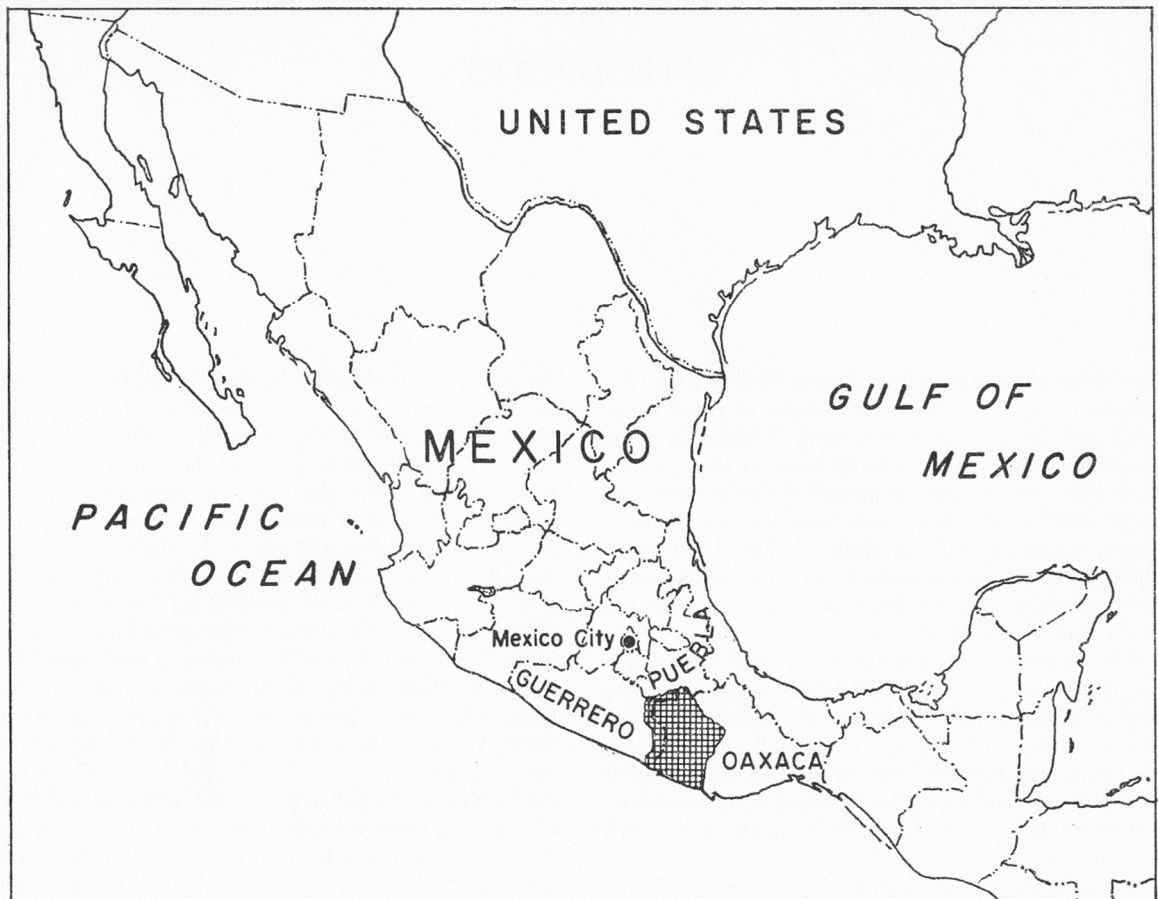 UNITED STATES
GULF OF
MEXICO
MEXICO
PACIFIC
OCEAN
Mexico City
PUEBLA
GUERRERO
OAXACA